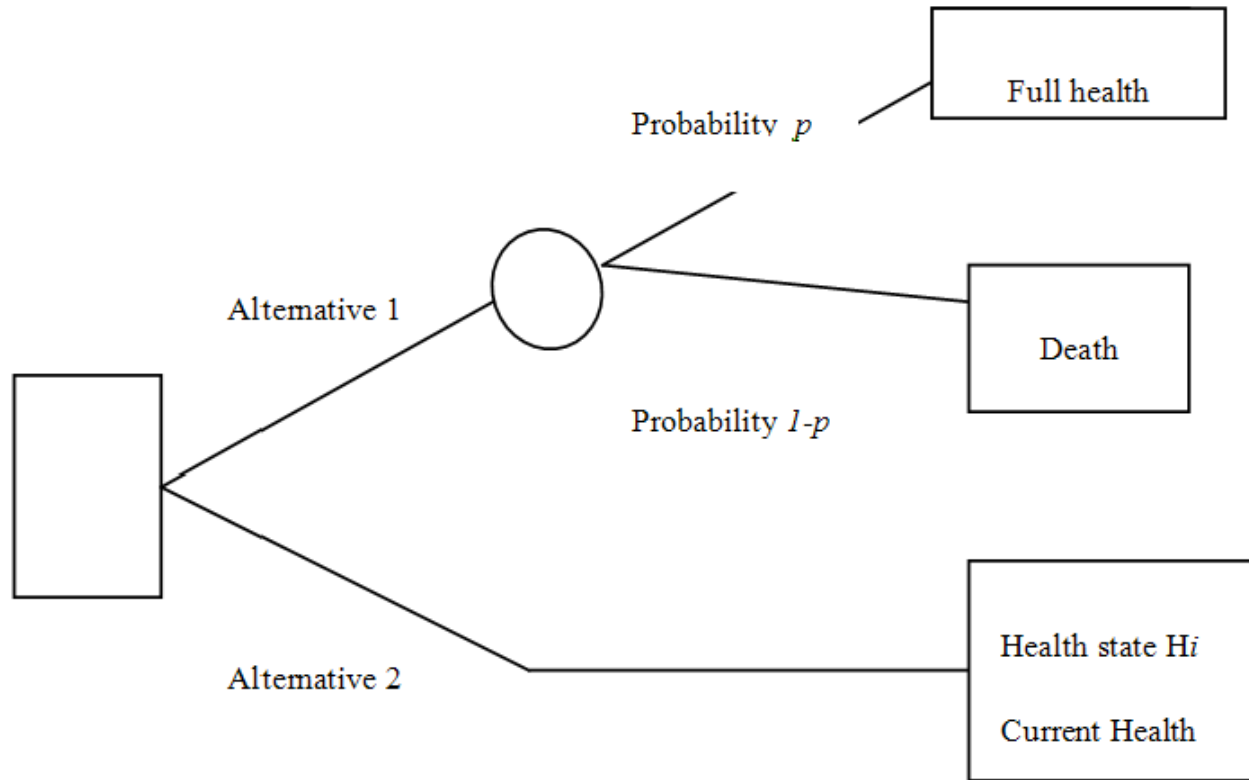 Full health
Probability p
Alternative 1
Death
Probability 1-p
Health state Hi
Alternative 2
Current Health